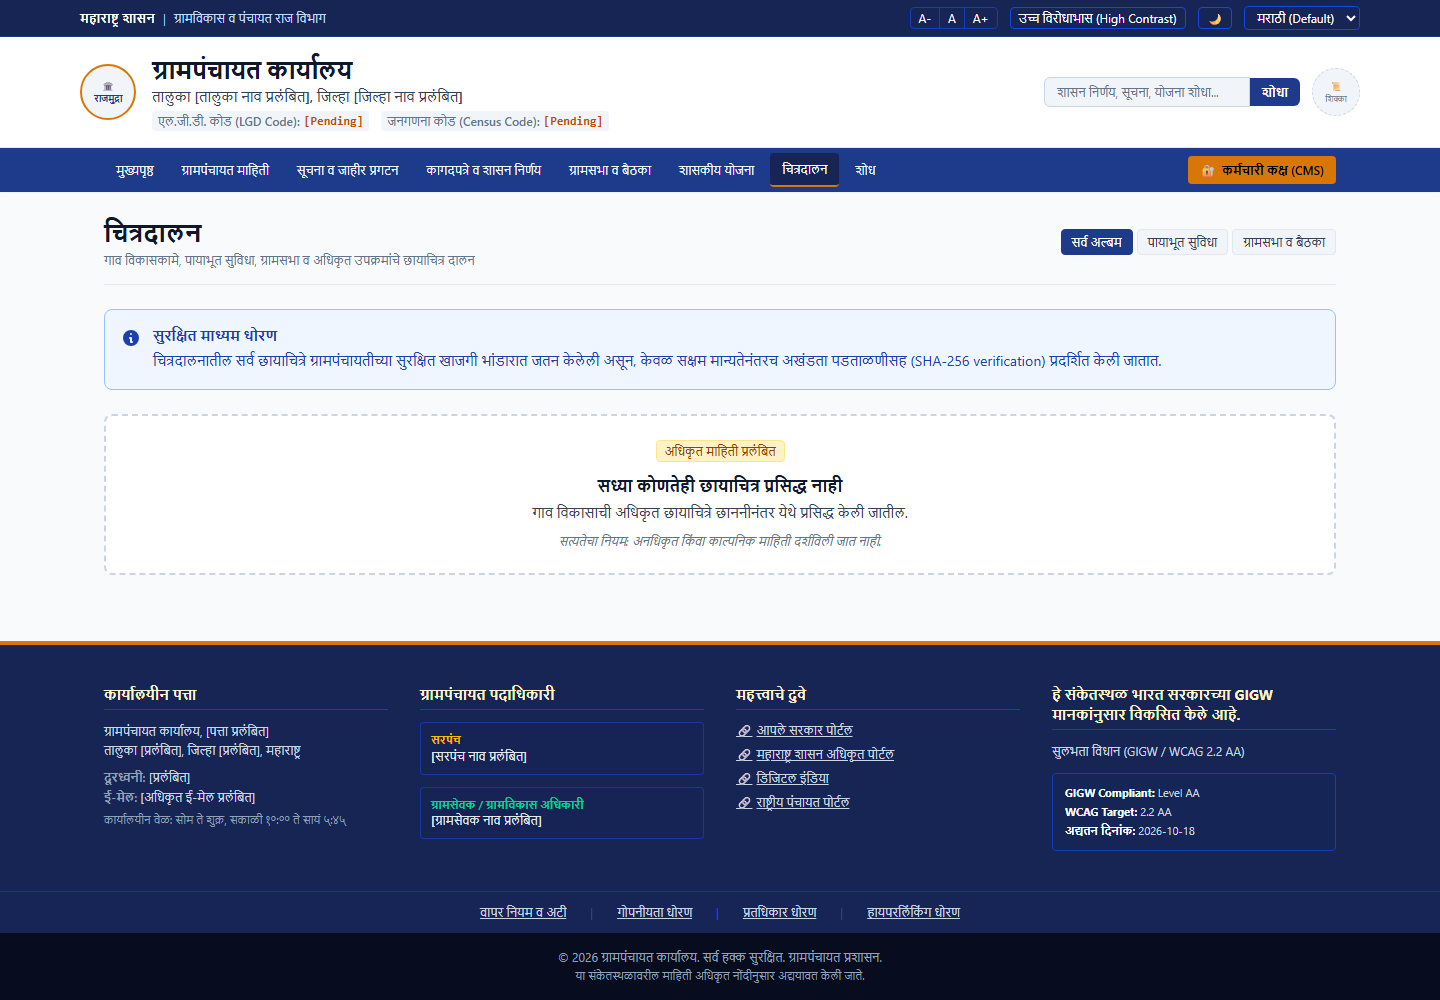 महाराष्ट्र शासन | ग्रामविकास व पंचायत राज विभाग
A- A A+ उच्च विरोधाभास (High Contrast) मराठी (Default)
राजमुद्रा
ग्रामपंचायत कार्यालय
तालुका [तालुका नाव प्रलंबित], जिल्हा [जिल्हा नाव प्रलंबित]
एल.जी.डी. कोड (LGD Code): [Pending] जनगणना कोड (Census Code): [Pending]
शासन निर्णय, सूचना, योजना शोधा... शोधा
शिक्का
मुख्यपृष्ठ ग्रामपंचायत माहिती सूचना व जाहीर प्रगटन कागदपत्रे व शासन निर्णय ग्रामसभा व बैठका शासकीय योजना चित्रदालन शोध कर्मचारी कक्ष (CMS)
चित्रदालन
गाव विकासकामे, पायाभूत सुविधा, ग्रामसभा व अधिकृत उपक्रमांचे छायाचित्र दालन
सर्व अल्बम पायाभूत सुविधा ग्रामसभा व बैठका
सुरक्षित माध्यम धोरण
चित्रदालनातील सर्व छायाचित्रे ग्रामपंचायतीच्या सुरक्षित खाजगी भांडारात जतन केलेली असून, केवळ सक्षम मान्यतेनंतरच अखंडता पडताळणीसह (SHA-256 verification) प्रदर्शित केली जातात.
अधिकृत माहिती प्रलंबित
सध्या कोणतेही छायाचित्र प्रसिद्ध नाही
गाव विकासाची अधिकृत छायाचित्रे छाननीनंतर येथे प्रसिद्ध केली जातील.
सत्यतेचा नियम: अनधिकृत किंवा काल्पनिक माहिती दर्शविली जात नाही.
कार्यालयीन पत्ता
ग्रामपंचायत कार्यालय, [पत्ता प्रलंबित]
तालुका [प्रलंबित], जिल्हा [प्रलंबित], महाराष्ट्र
दूरध्वनी: [प्रलंबित]
ई-मेल: [अधिकृत ई-मेल प्रलंबित]
कार्यालयीन वेळ: सोम ते शुक्र, सकाळी १०:०० ते सायं ५:४५
ग्रामपंचायत पदाधिकारी
सरपंच
[सरपंच नाव प्रलंबित]
ग्रामसेवक / ग्रामविकास अधिकारी
[ग्रामसेवक नाव प्रलंबित]
महत्त्वाचे दुवे
आपले सरकार पोर्टल
महाराष्ट्र शासन अधिकृत पोर्टल
डिजिटल इंडिया
राष्ट्रीय पंचायत पोर्टल
हे संकेतस्थळ भारत सरकारच्या GIGW
मानकांनुसार विकसित केले आहे.
सुलभता विधान (GIGW / WCAG 2.2 AA)
GIGW Compliant: Level AA
WCAG Target: 2.2 AA
अद्यतन दिनांक: 2026-10-18
वापर नियम व अटी | गोपनीयता धोरण | प्रतधिकार धोरण | हायपरलिंकिंग धोरण
© 2026 ग्रामपंचायत कार्यालय. सर्व हक्क सुरक्षित. ग्रामपंचायत प्रशासन.
या संकेतस्थळावरील माहिती अधिकृत नोंदीनुसार अद्ययावत केली जाते.